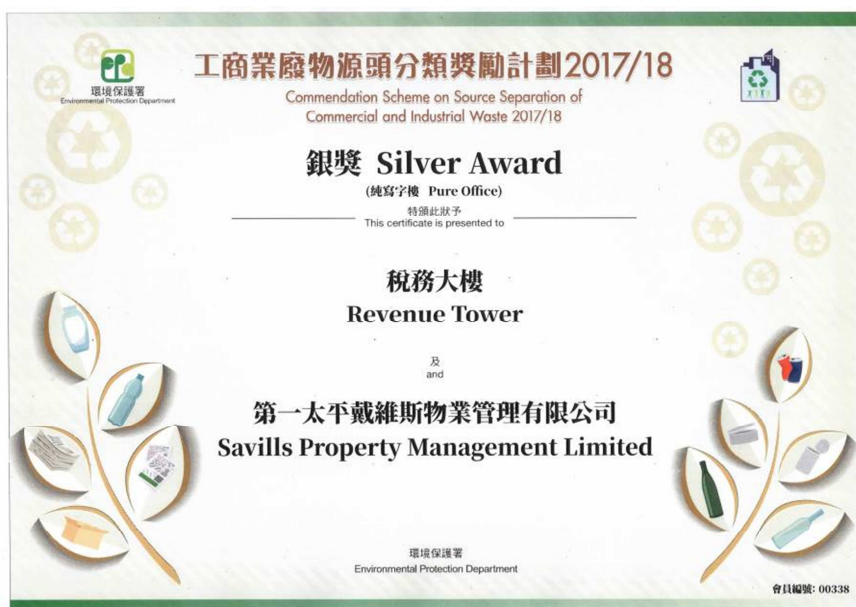 環境保護署
Environmental Protection Department
工商業廢物源頭分類獎勵計劃2017/18
Commendation Scheme on Source Separation of
Commercial and Industrial Waste 2017/18
銀獎 Silver Award
(純寫字樓 Pure Office)
特頒此狀予
This certificate is presented to
稅務大樓
Revenue Tower
及
and
第一太平戴維斯物業管理有限公司
Savills Property Management Limited
環境保護署
Environmental Protection Department
會員編號: 00338